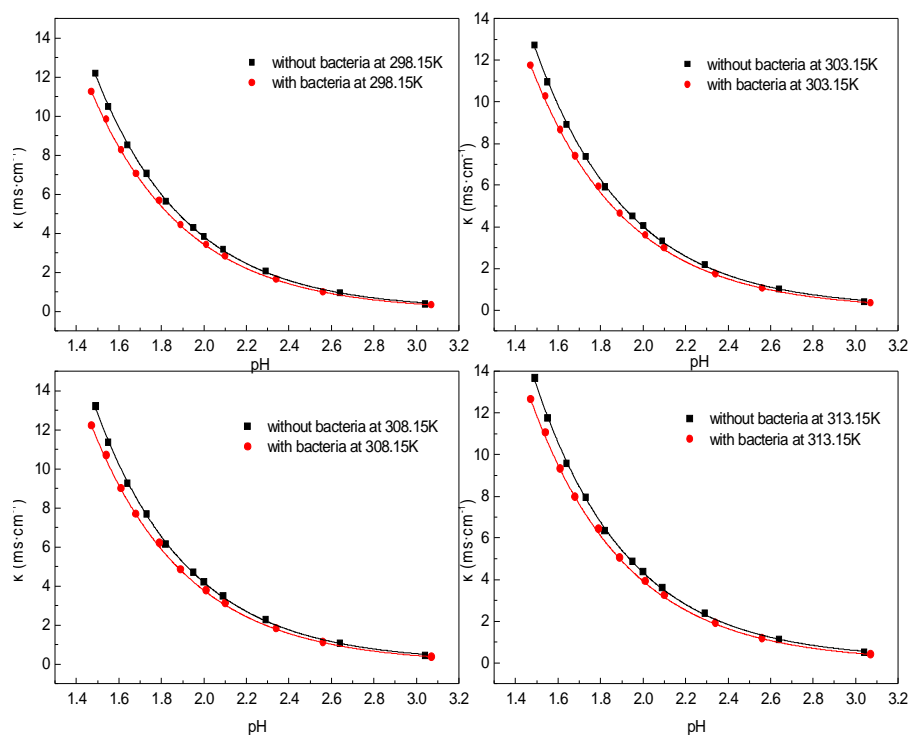 14
12
10
8
6
4
2
0
κ (ms·cm⁻¹)
without bacteria at 298.15K
with bacteria at 298.15K
1.4 1.6 1.8 2.0 2.2 2.4 2.6 2.8 3.0 3.2
pH
14
12
10
8
6
4
2
0
κ (ms·cm⁻¹)
without bacteria at 303.15K
with bacteria at 303.15K
1.4 1.6 1.8 2.0 2.2 2.4 2.6 2.8 3.0 3.2
pH
14
12
10
8
6
4
2
0
κ (ms·cm⁻¹)
without bacteria at 308.15K
with bacteria at 308.15K
1.4 1.6 1.8 2.0 2.2 2.4 2.6 2.8 3.0 3.2
pH
14
12
10
8
6
4
2
0
κ (ms·cm⁻¹)
without bacteria at 313.15K
with bacteria at 313.15K
1.4 1.6 1.8 2.0 2.2 2.4 2.6 2.8 3.0 3.2
pH